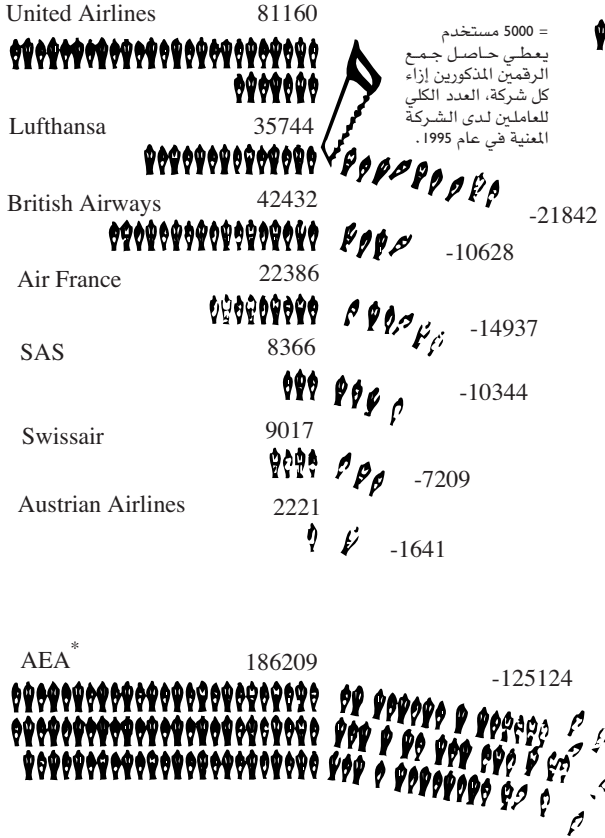 United Airlines 81160
= 5000 مستخدم
يعطي حاصل جمع
الرقمين المذكورين إزاء
كل شركة، العدد الكلي
للعاملين لدى الشركة
المعنية في عام 1995.
Lufthansa 35744
-21842
British Airways 42432
-10628
Air France 22386
-14937
SAS 8366
-10344
Swissair 9017
-7209
Austrian Airlines 2221
-1641
AEA* 186209
-125124